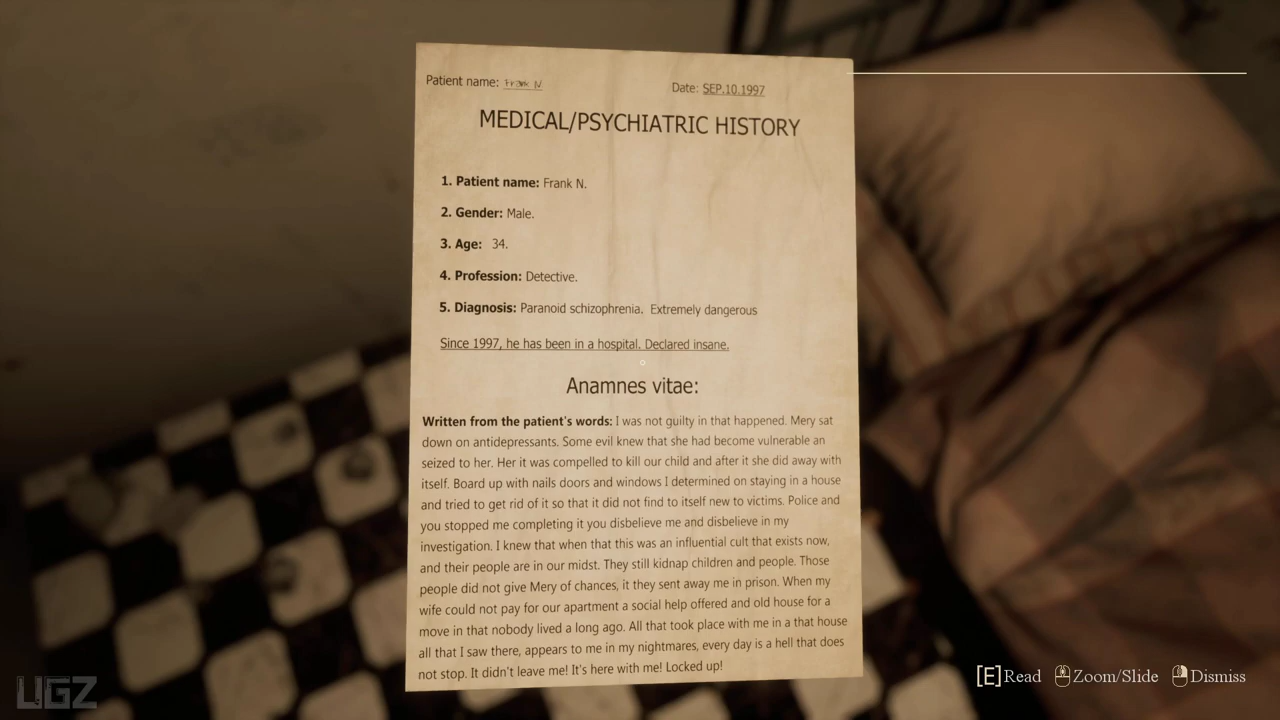 Patient name: Frank N Date: SEP.10.1997
MEDICAL/PSYCHIATRIC HISTORY
1. Patient name: Frank N.
2. Gender: Male.
3. Age: 34.
4. Profession: Detective.
5. Diagnosis: Paranoid schizophrenia. Extremely dangerous
Since 1997, he has been in a hospital. Declared insane.
Anamnes vitae:
Written from the patient's words: I was not guilty in that happened. Mery sat
down on antidepressants. Some evil knew that she had become vulnerable an
seized to her. Her it was compelled to kill our child and after it she did away with
itself. Board up with nails doors and windows I determined on staying in a house
and tried to get rid of it so that it did not find to itself new to victims. Police and
you stopped me completing it you disbelieve me and disbelieve in my
investigation. I knew that when that this was an influential cult that exists now,
and their people are in our midst. They still kidnap children and people. Those
people did not give Mery of chances, it they sent away me in prison. When my
wife could not pay for our apartment a social help offered and old house for a
move in that nobody lived a long ago. All that took place with me in a that house
all that I saw there, appears to me in my nightmares, every day is a hell that does
not stop. It didn't leave me! It's here with me! Locked up!
[E]Read Zoom/Slide Dismiss
UGZ